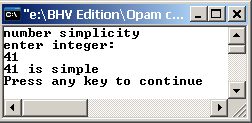 "e:\BHV Edition\Opam c...
number simplicity
enter integer:
41
41 is simple
Press any key to continue